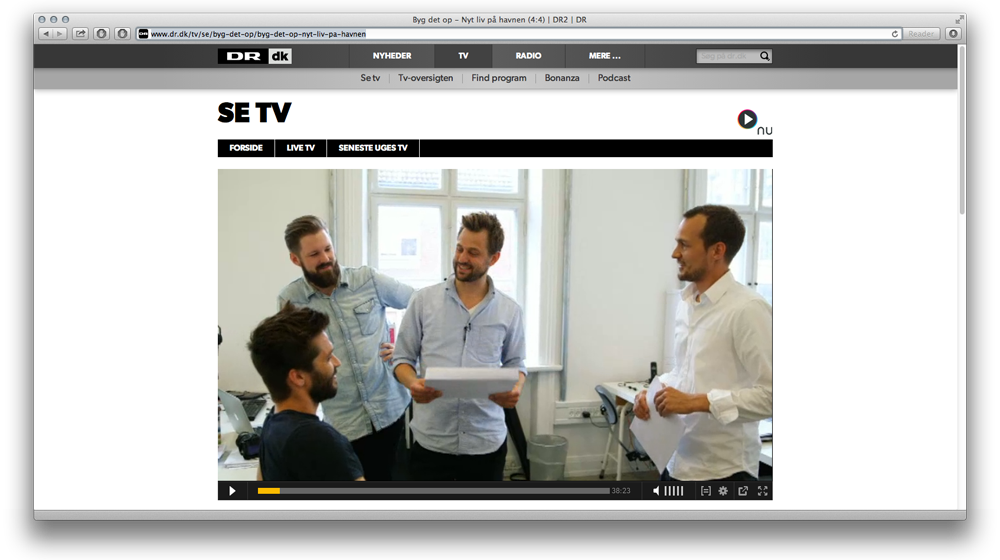 Byg det op – Nyt liv på havnen (4:4) | DR2 | DR
DR www.dr.dk/tv/se/byg-det-op/byg-det-op-nyt-liv-pa-havnen Reader
DR dk NYHEDER TV RADIO MERE ... Søg på dr.dk
Se tv Tv-oversigten Find program Bonanza Podcast
SE TV
nu
FORSIDE LIVE TV SENESTE UGES TV
38:23